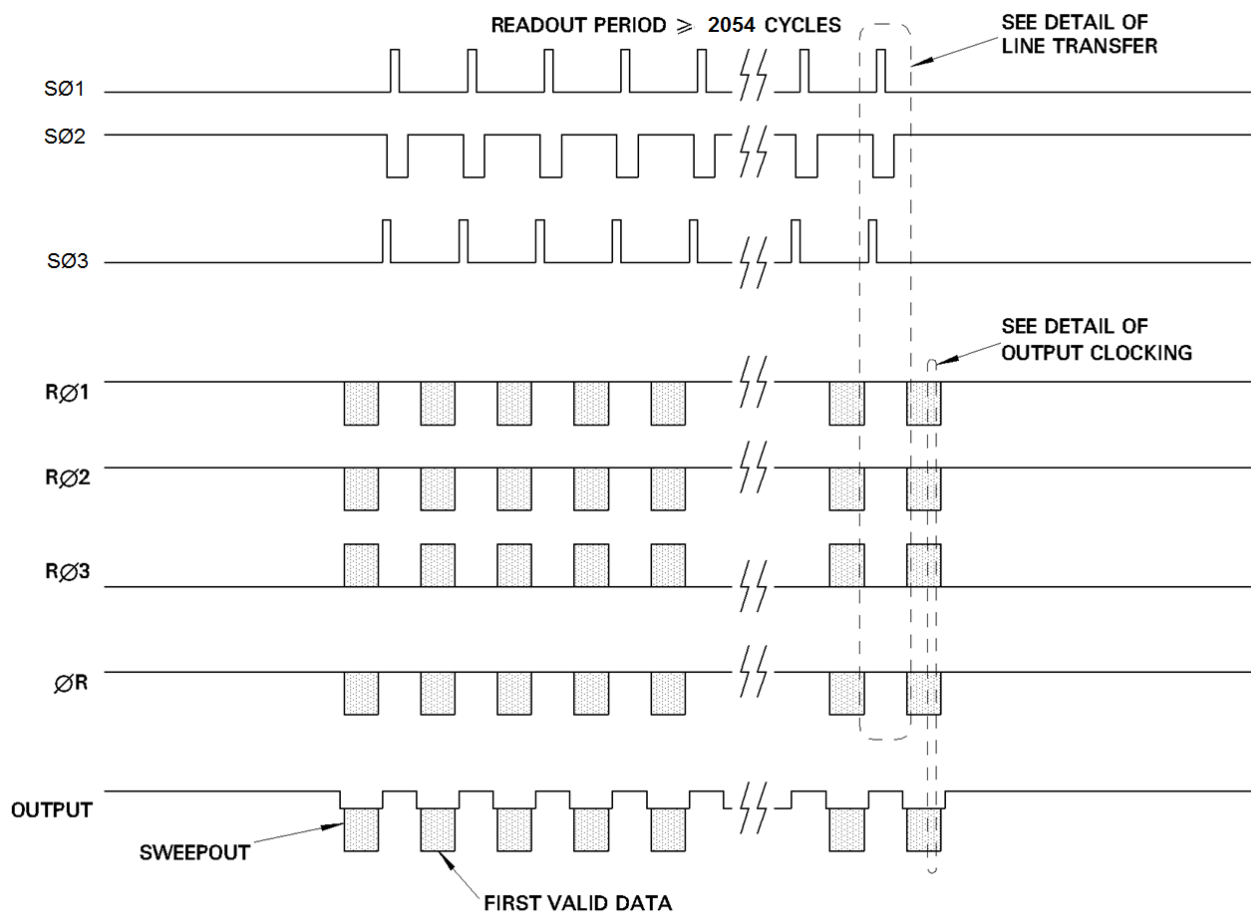 READOUT PERIOD ⩾ 2054 CYCLES
SEE DETAIL OF
LINE TRANSFER
SØ1
SØ2
SØ3
SEE DETAIL OF
OUTPUT CLOCKING
RØ1
RØ2
RØ3
ØR
OUTPUT
SWEEPOUT
FIRST VALID DATA